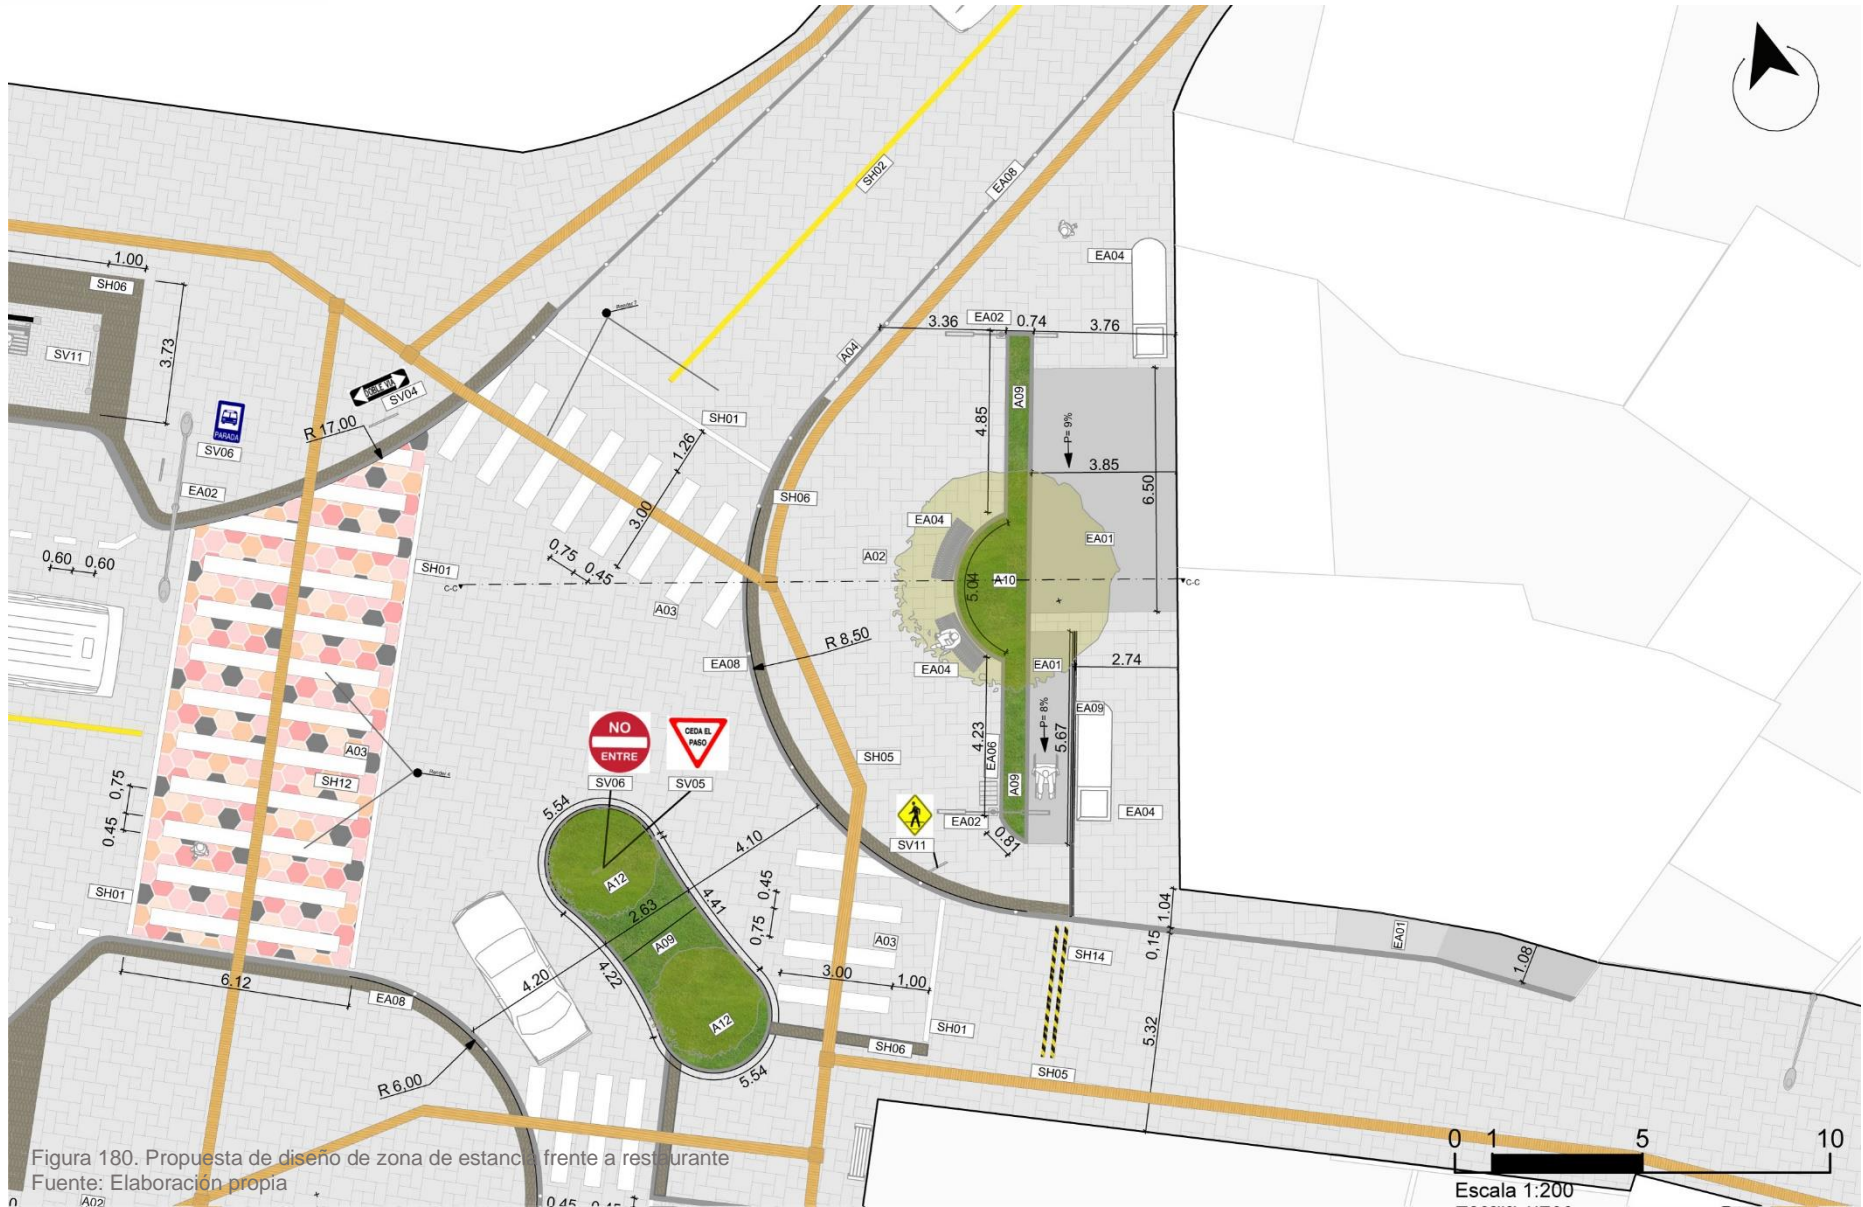 SH02
EA08
1.00
SH06
EA04
3.36
EA02
0.74
3.76
SV11
3.73
DOBLE VIA
SV04
A04
A09
4.85
P= 9%
PARADA
SV06
R 17,00
SH01
1.26
3.85
6.50
EA02
SH06
3.00
EA04
EA01
0.60 0.60
SH01
0,75
0.45
A02
C-C
A10
C-C
5.04
A03
R 8,50
EA08
EA04
EA01
2.74
EA09
P= 8%
5.67
4.23
EA06
A09
NO
ENTRE
CEDA EL
PASO
SV06
SV05
SH05
A03
SH12
0,75
0.45
5.54
4.10
EA02
SV11
0.81
EA04
SH01
A12
2.63
4.41
A09
0.45
0,75
A03
4.20
4.22
3.00
1,00
1.04
0,15
EA01
1.08
SH14
6.12
EA08
A12
SH01
SH06
5.32
SH05
R 6,00
5.54
0 1 5 10
Escala 1:200
Figura 180. Propuesta de diseño de zona de estancia frente a restaurante
Fuente: Elaboración propia
A02